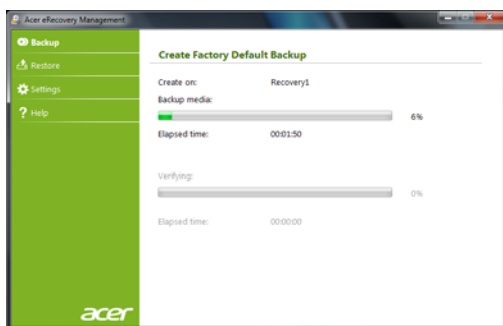 Acer eRecovery Management
Backup
Restore
Settings
Help
Create Factory Default Backup
Create on: Recovery1
Backup media:
6%
Elapsed time: 00:01:50
Verifying:
0%
Elapsed time: 00:00:00
acer